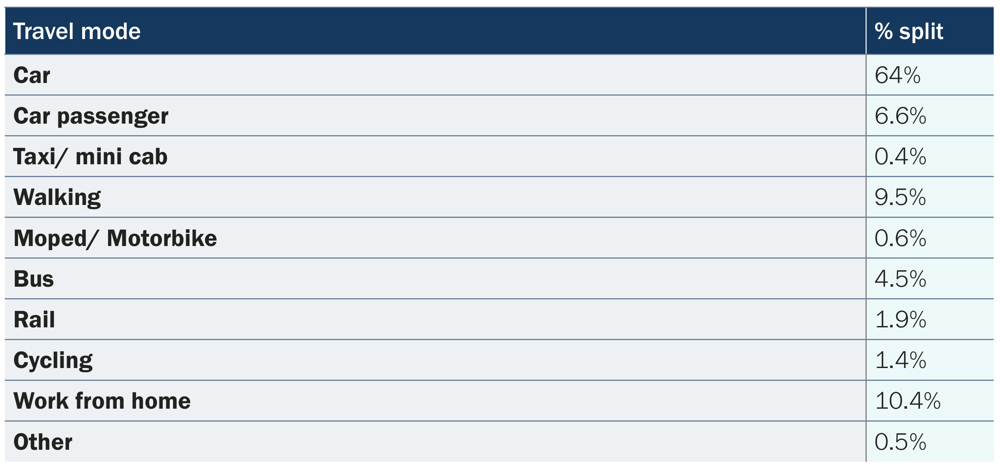 Travel mode % split
Car 64%
Car passenger 6.6%
Taxi/ mini cab 0.4%
Walking 9.5%
Moped/ Motorbike 0.6%
Bus 4.5%
Rail 1.9%
Cycling 1.4%
Work from home 10.4%
Other 0.5%